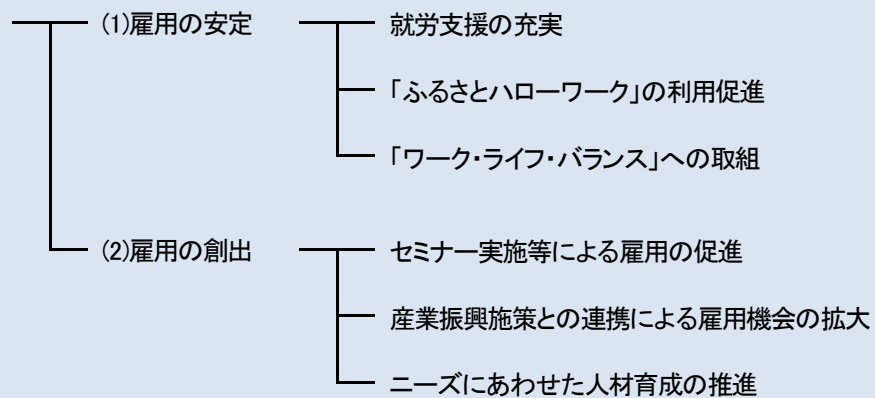 (1)雇用の安定
就労支援の充実
「ふるさとハローワーク」の利用促進
「ワーク・ライフ・バランス」への取組
(2)雇用の創出
セミナー実施等による雇用の促進
産業振興施策との連携による雇用機会の拡大
ニーズにあわせた人材育成の推進